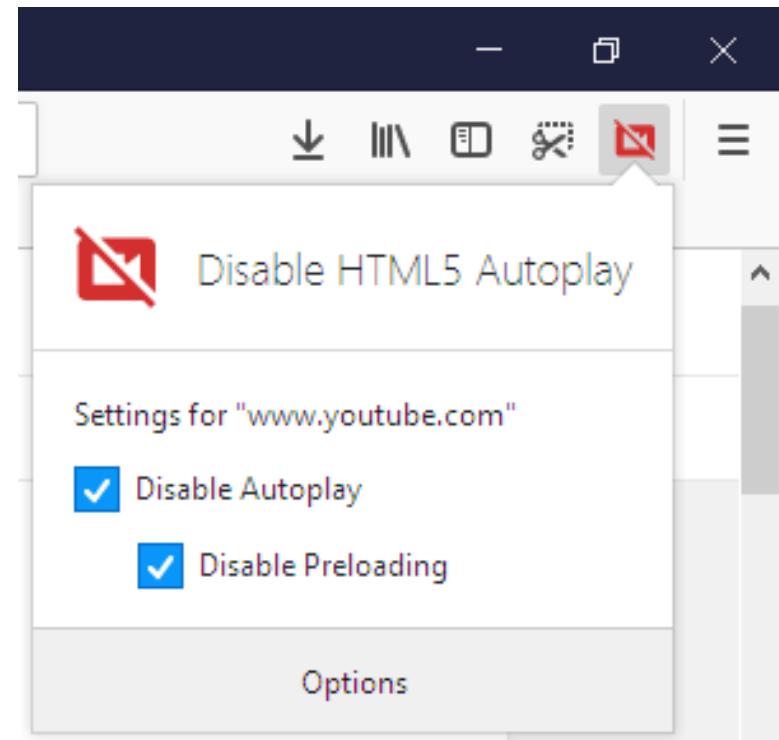 Disable HTML5 Autoplay
Settings for "www.youtube.com"
Disable Autoplay
Disable Preloading
Options